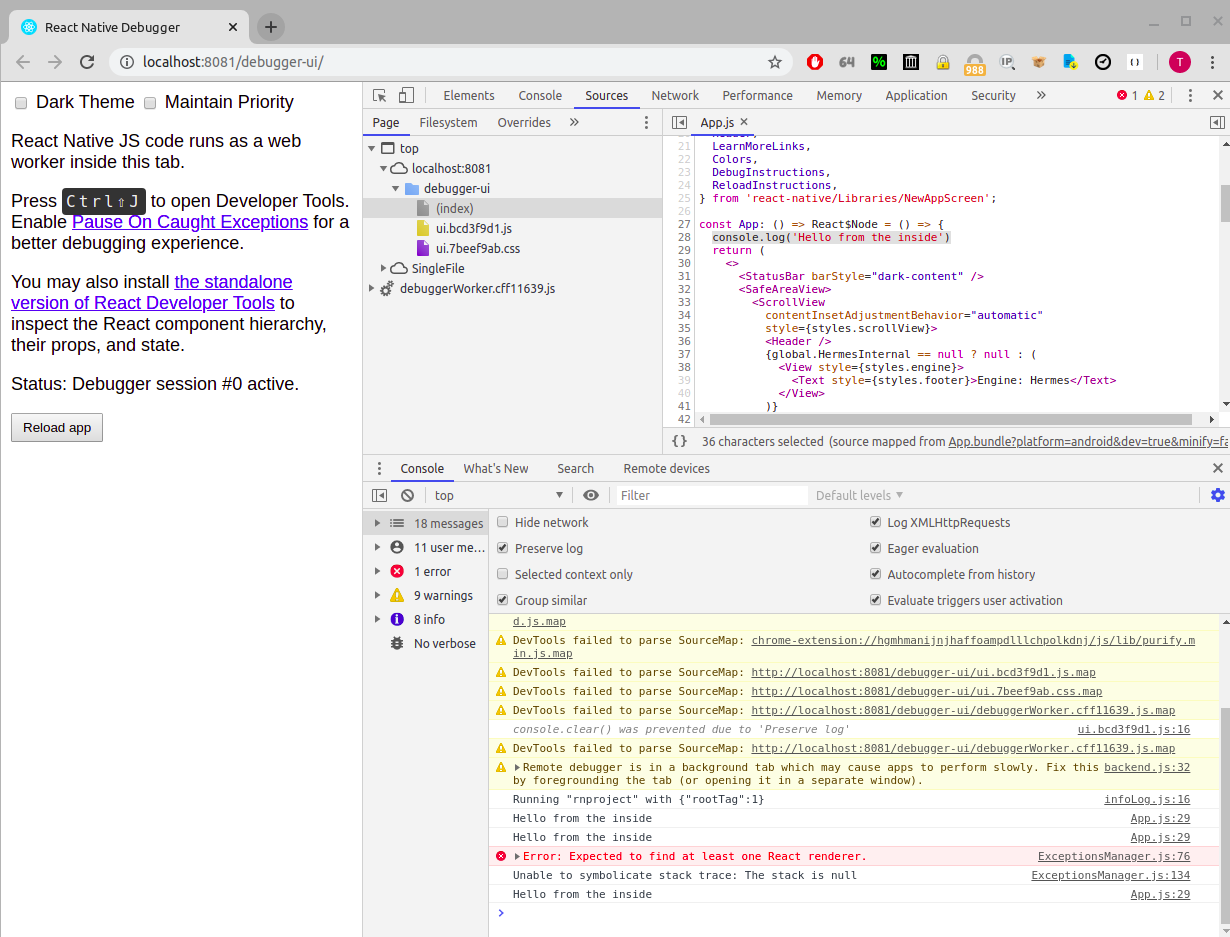 React Native Debugger
localhost:8081/debugger-ui/
64
%
988
IP
T
Dark Theme
Maintain Priority
React Native JS code runs as a web
worker inside this tab.
Press Ctrl⇧J to open Developer Tools.
Enable Pause On Caught Exceptions for a
better debugging experience.
You may also install the standalone
version of React Developer Tools to
inspect the React component hierarchy,
their props, and state.
Status: Debugger session #0 active.
Reload app
Elements Console Sources Network Performance Memory Application Security » 1 2
Page Filesystem Overrides »
top
localhost:8081
debugger-ui
(index)
ui.bcd3f9d1.js
ui.7beef9ab.css
SingleFile
debuggerWorker.cff11639.js
App.js
21 LearnMoreLinks,
22 Colors,
23 DebugInstructions,
24 ReloadInstructions,
25 } from 'react-native/Libraries/NewAppScreen';
26
27 const App: () => React$Node = () => {
28 console.log('Hello from the inside')
29 return (
30 <>
31 <StatusBar barStyle="dark-content" />
32 <SafeAreaView>
33 <ScrollView
34 contentInsetAdjustmentBehavior="automatic"
35 style={styles.scrollView}>
36 <Header />
37 {global.HermesInternal == null ? null : (
38 <View style={styles.engine}>
39 <Text style={styles.footer}>Engine: Hermes</Text>
40 </View>
41 )}
42
{} 36 characters selected (source mapped from App.bundle?platform=android&dev=true&minify=fa
Console What's New Search Remote devices
top
Filter
Default levels
18 messages
11 user me...
1 error
9 warnings
8 info
No verbose
Hide network
Log XMLHttpRequests
Preserve log
Eager evaluation
Selected context only
Autocomplete from history
Group similar
Evaluate triggers user activation
d.js.map
DevTools failed to parse SourceMap: chrome-extension://hgmhmanijnjhaffoampdlllchpolkdnj/js/lib/purify.m
in.js.map
DevTools failed to parse SourceMap: http://localhost:8081/debugger-ui/ui.bcd3f9d1.js.map
DevTools failed to parse SourceMap: http://localhost:8081/debugger-ui/ui.7beef9ab.css.map
DevTools failed to parse SourceMap: http://localhost:8081/debugger-ui/debuggerWorker.cff11639.js.map
console.clear() was prevented due to 'Preserve log' ui.bcd3f9d1.js:16
DevTools failed to parse SourceMap: http://localhost:8081/debugger-ui/debuggerWorker.cff11639.js.map
Remote debugger is in a background tab which may cause apps to perform slowly. Fix this backend.js:32
by foregrounding the tab (or opening it in a separate window).
Running "rnproject" with {"rootTag":1} infoLog.js:16
Hello from the inside App.js:29
Hello from the inside App.js:29
Error: Expected to find at least one React renderer. ExceptionsManager.js:76
Unable to symbolicate stack trace: The stack is null ExceptionsManager.js:134
Hello from the inside App.js:29